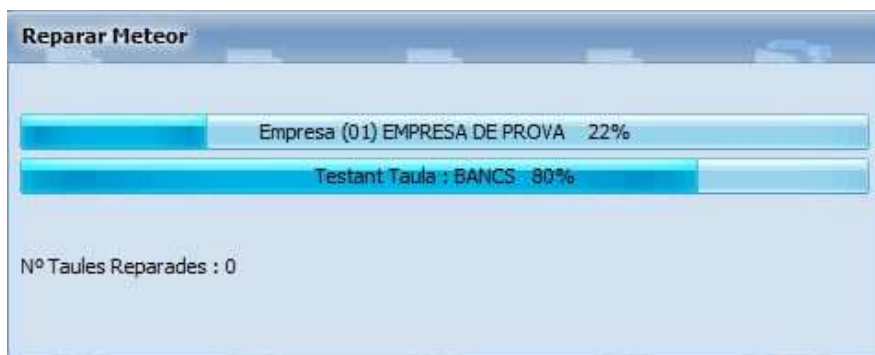 Reparar Meteor
Empresa (01) EMPRESA DE PROVA 22%
Testant Taula : BANCS 80%
Nº Taules Reparades : 0